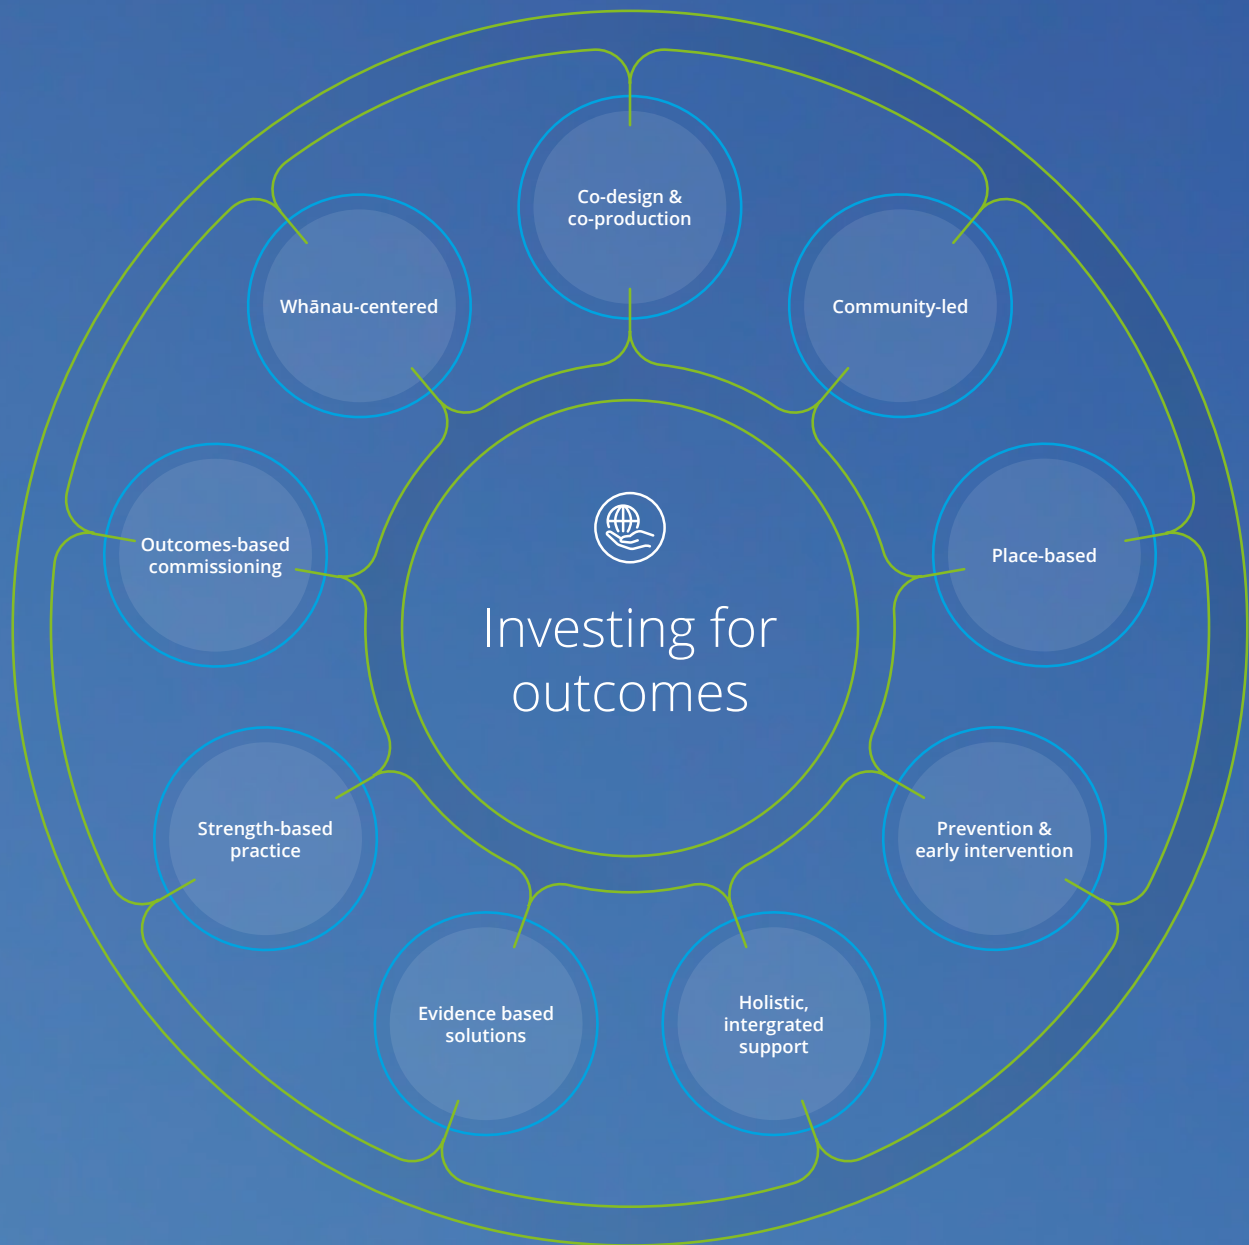 Co-design &
co-production
Community-led
Place-based
Prevention &
early intervention
Holistic,
intergrated
support
Evidence based
solutions
Strength-based
practice
Outcomes-based
commissioning
Whānau-centered
Investing for
outcomes